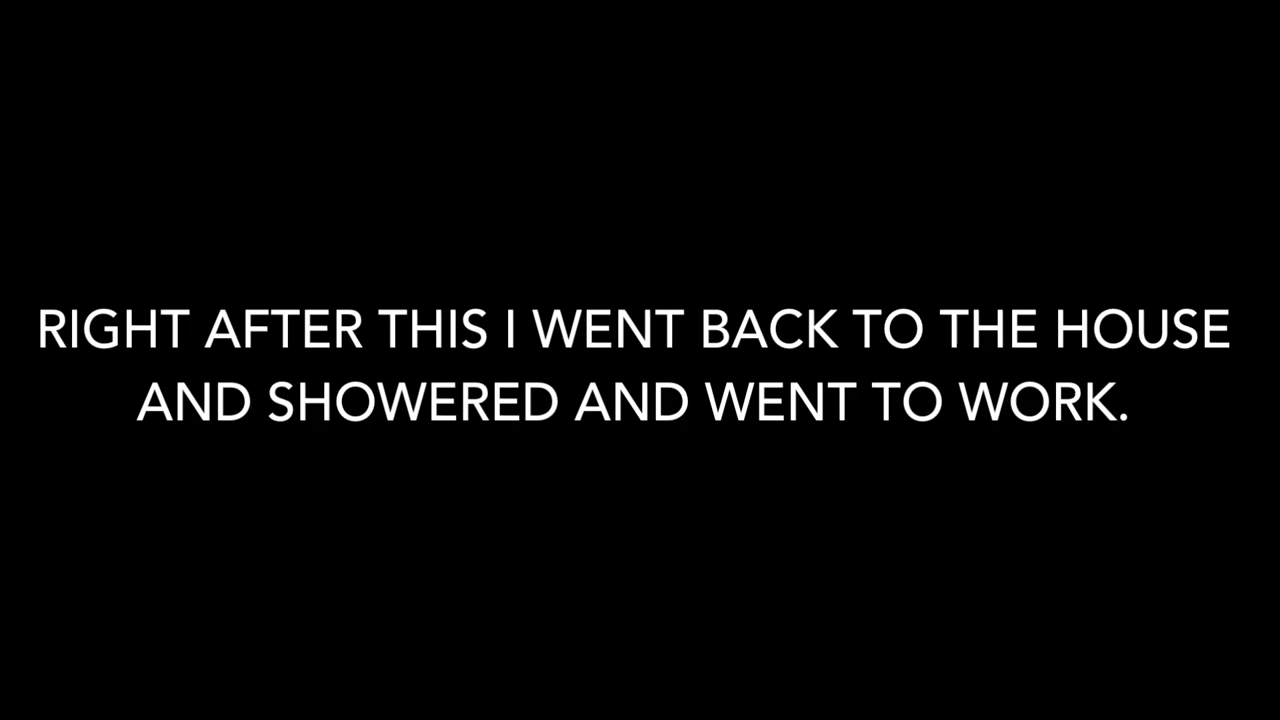 RIGHT AFTER THIS I WENT BACK TO THE HOUSE
AND SHOWERED AND WENT TO WORK.